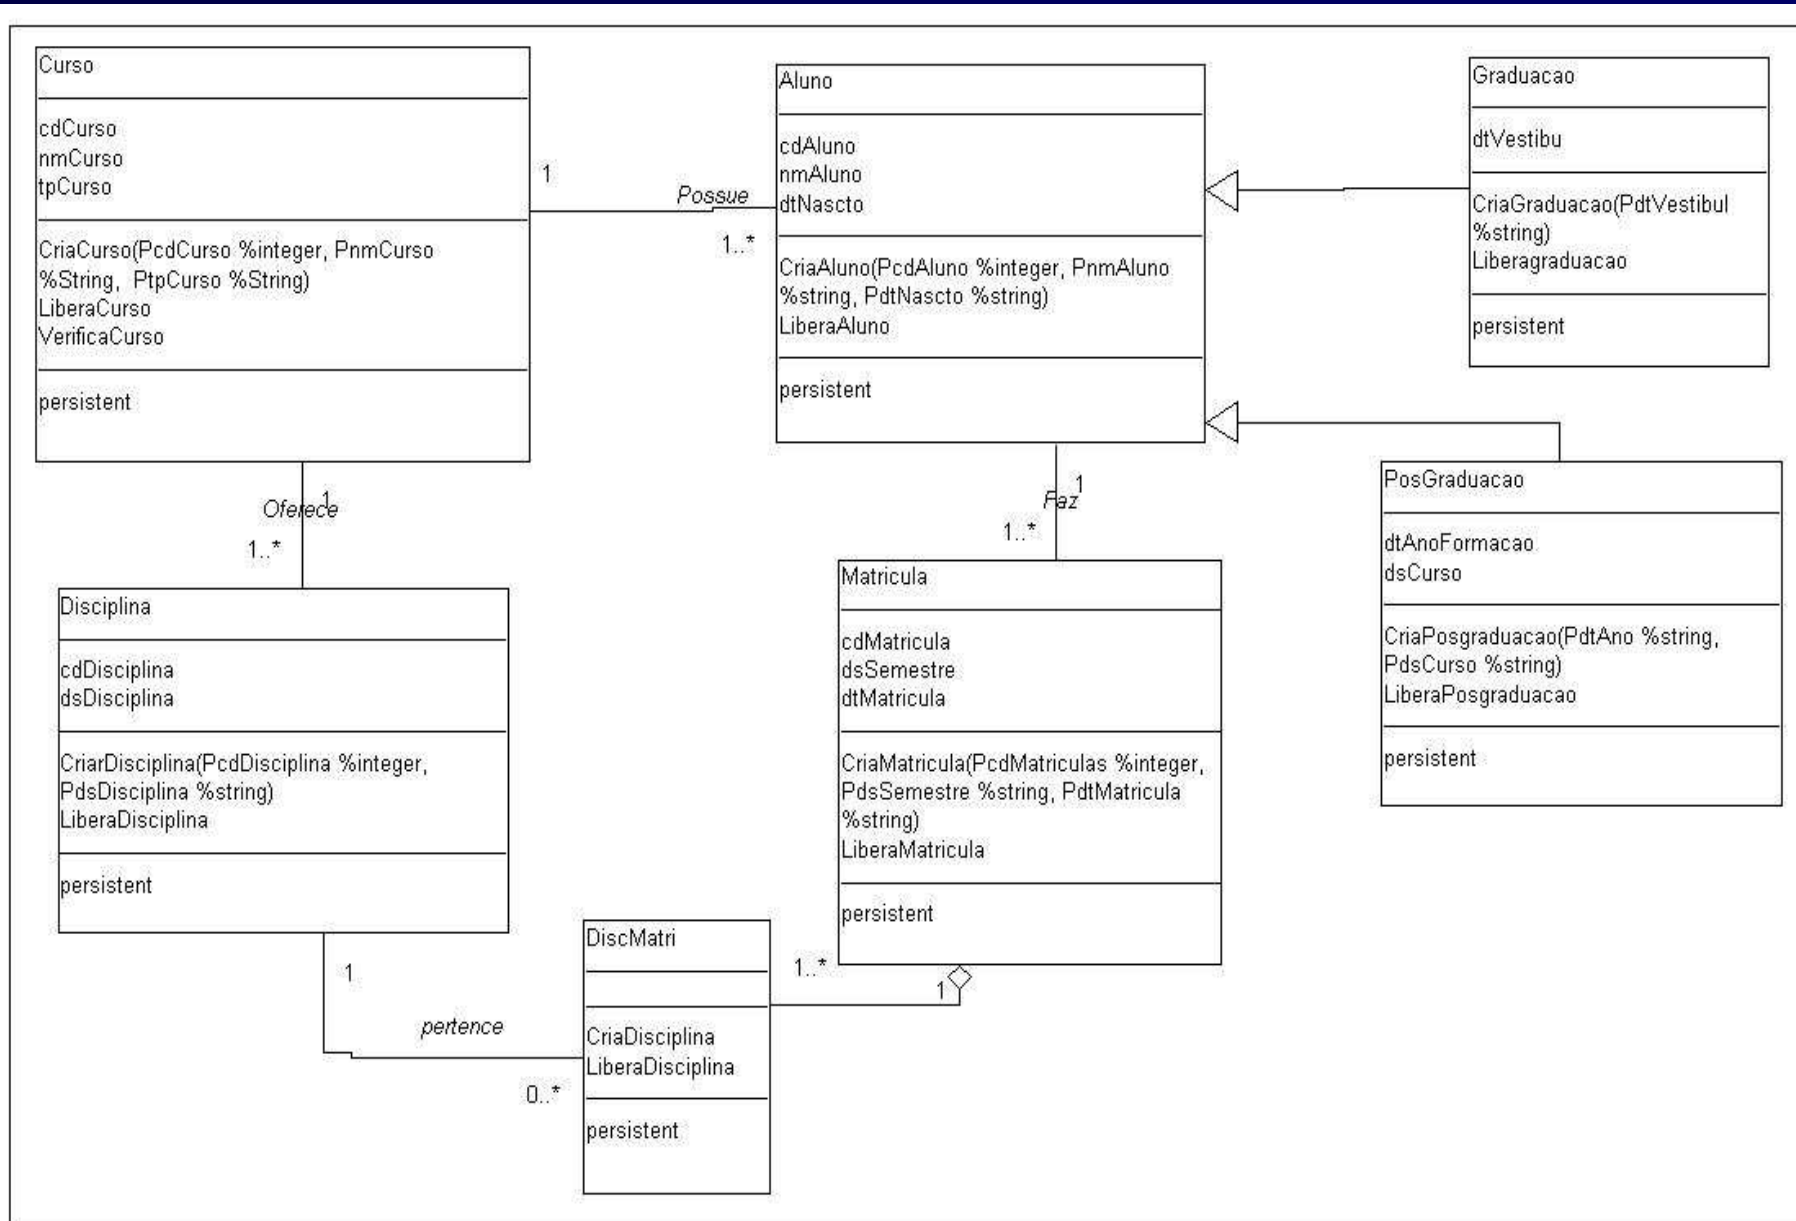 Curso
cdCurso
nmCurso
tpCurso
CriaCurso(PcdCurso %integer, PnmCurso
%String,  PtpCurso %String)
LiberaCurso
VerificaCurso
persistent
1
Possue
1..*
Aluno
cdAluno
nmAluno
dtNascto
CriaAluno(PcdAluno %integer, PnmAluno
%string, PdtNascto %string)
LiberaAluno
persistent
Graduacao
dtVestibu
CriaGraduacao(PdtVestibul
%string)
Liberagraduacao
persistent
1
Oferece
1..*
1
Faz
1..*
PosGraduacao
dtAnoFormacao
dsCurso
CriaPosgraduacao(PdtAno %string,
PdsCurso %string)
LiberaPosgraduacao
persistent
Disciplina
cdDisciplina
dsDisciplina
CriarDisciplina(PcdDisciplina %integer,
PdsDisciplina %string)
LiberaDisciplina
persistent
Matricula
cdMatricula
dsSemestre
dtMatricula
CriaMatricula(PcdMatriculas %integer,
PdsSemestre %string, PdtMatricula
%string)
LiberaMatricula
persistent
1
pertence
0..*
DiscMatri
CriaDisciplina
LiberaDisciplina
persistent
1..*
1